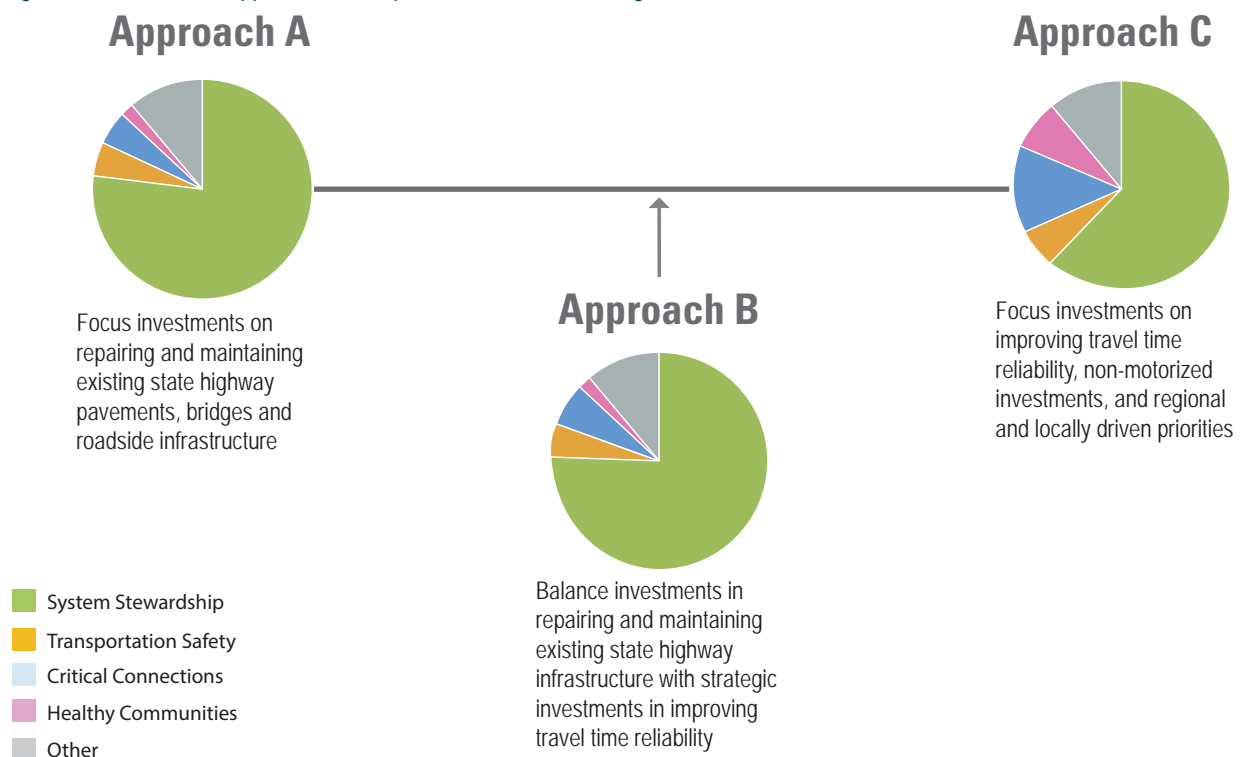 Approach A
Approach C
Focus investments on
repairing and maintaining
existing state highway
pavements, bridges and
roadside infrastructure
Approach B
Focus investments on
improving travel time
reliability, non-motorized
investments, and regional
and locally driven priorities
Balance investments in
repairing and maintaining
existing state highway
infrastructure with strategic
investments in improving
travel time reliability
System Stewardship
Transportation Safety
Critical Connections
Healthy Communities
Other